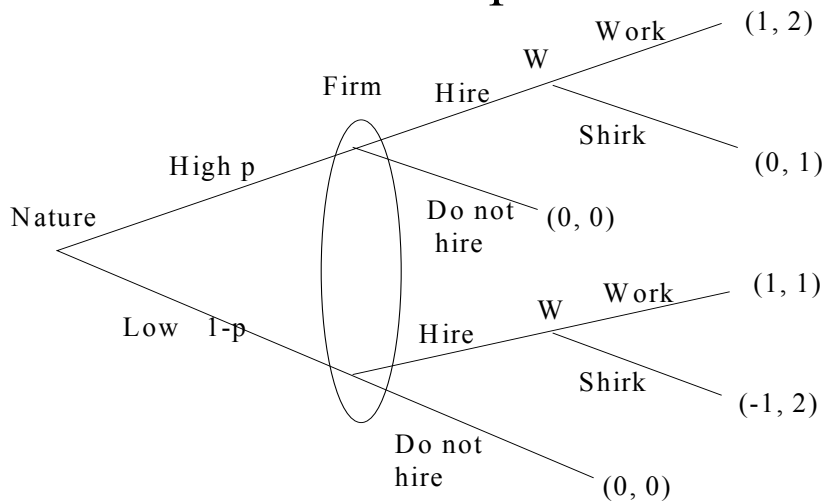 (1, 2)
Work
W
Firm
Hire
Shirk
(0, 1)
High p
Nature
Do not
hire
(0, 0)
(1, 1)
Work
W
Low 1-p
Hire
Shirk
(-1, 2)
Do not
hire
(0, 0)